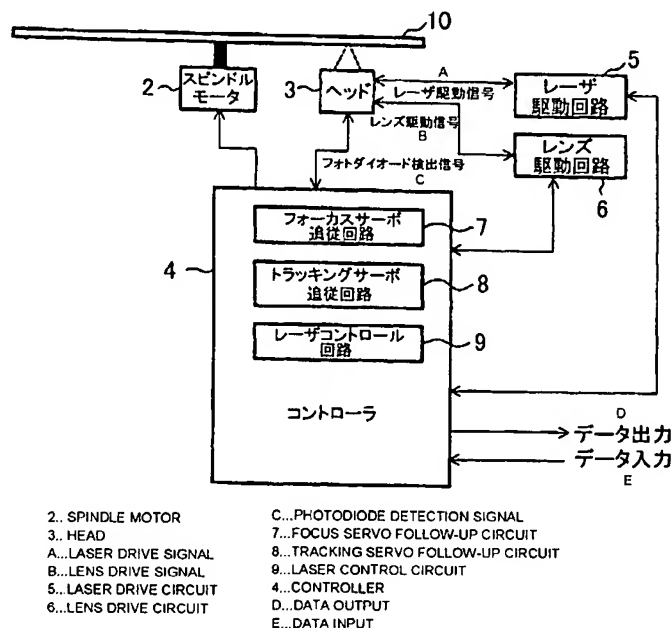 10
2
スピンドル
モータ
3
ヘッド
A
レーザ駆動信号
5
レーザ
駆動回路
レンズ駆動信号
B
レンズ
駆動回路
6
フォトダイオード検出信号
C
4
フォーカスサーボ
追従回路
7
トラッキングサーボ
追従回路
8
レーザコントロール
回路
9
コントローラ
D
データ出力
データ入力
E
2.. SPINDLE MOTOR
3.. HEAD
A...LASER DRIVE SIGNAL
B...LENS DRIVE SIGNAL
5...LASER DRIVE CIRCUIT
6...LENS DRIVE CIRCUIT
C...PHOTODIODE DETECTION SIGNAL
7...FOCUS SERVO FOLLOW-UP CIRCUIT
8...TRACKING SERVO FOLLOW-UP CIRCUIT
9...LASER CONTROL CIRCUIT
4...CONTROLLER
D...DATA OUTPUT
E...DATA INPUT